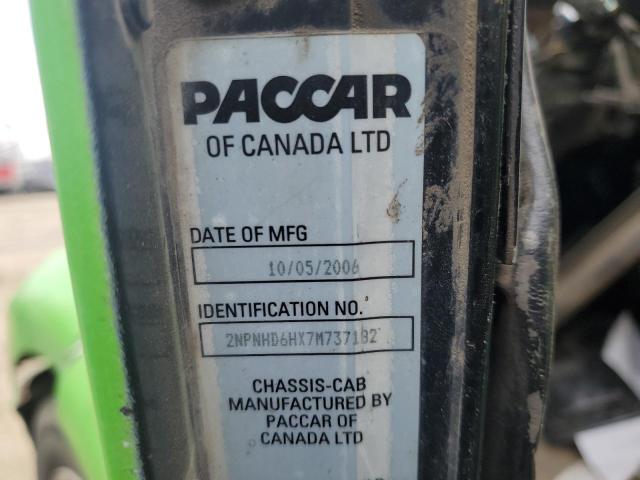 PACCAR
OF CANADA LTD
DATE OF MFG
10/05/2006
IDENTIFICATION NO.
2NPNHD6HX7M737182
CHASSIS-CAB
MANUFACTURED BY
PACCAR OF
CANADA LTD